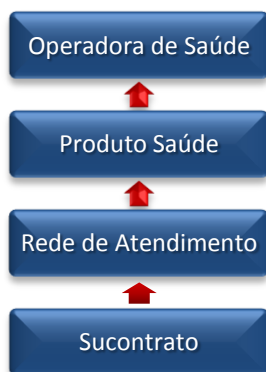 Operadora de Saúde
Produto Saúde
Rede de Atendimento
Sucontrato